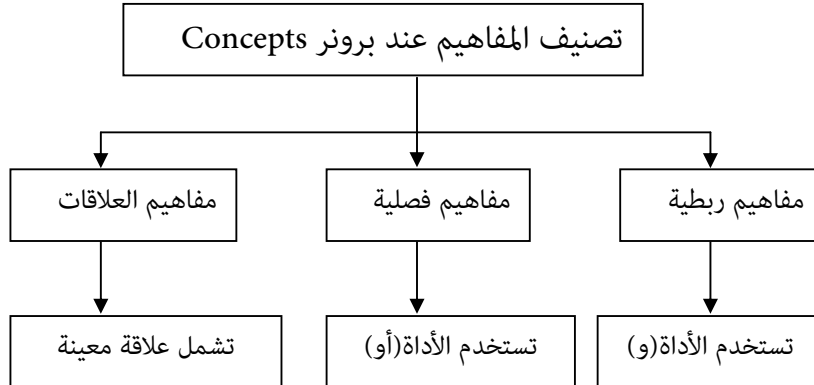 تصنيف المفاهيم عند برونر Concepts
مفاهيم ربطية
مفاهيم فصلية
مفاهيم العلاقات
تستخدم الأداة(و)
تستخدم الأداة(أو)
تشمل علاقة معينة